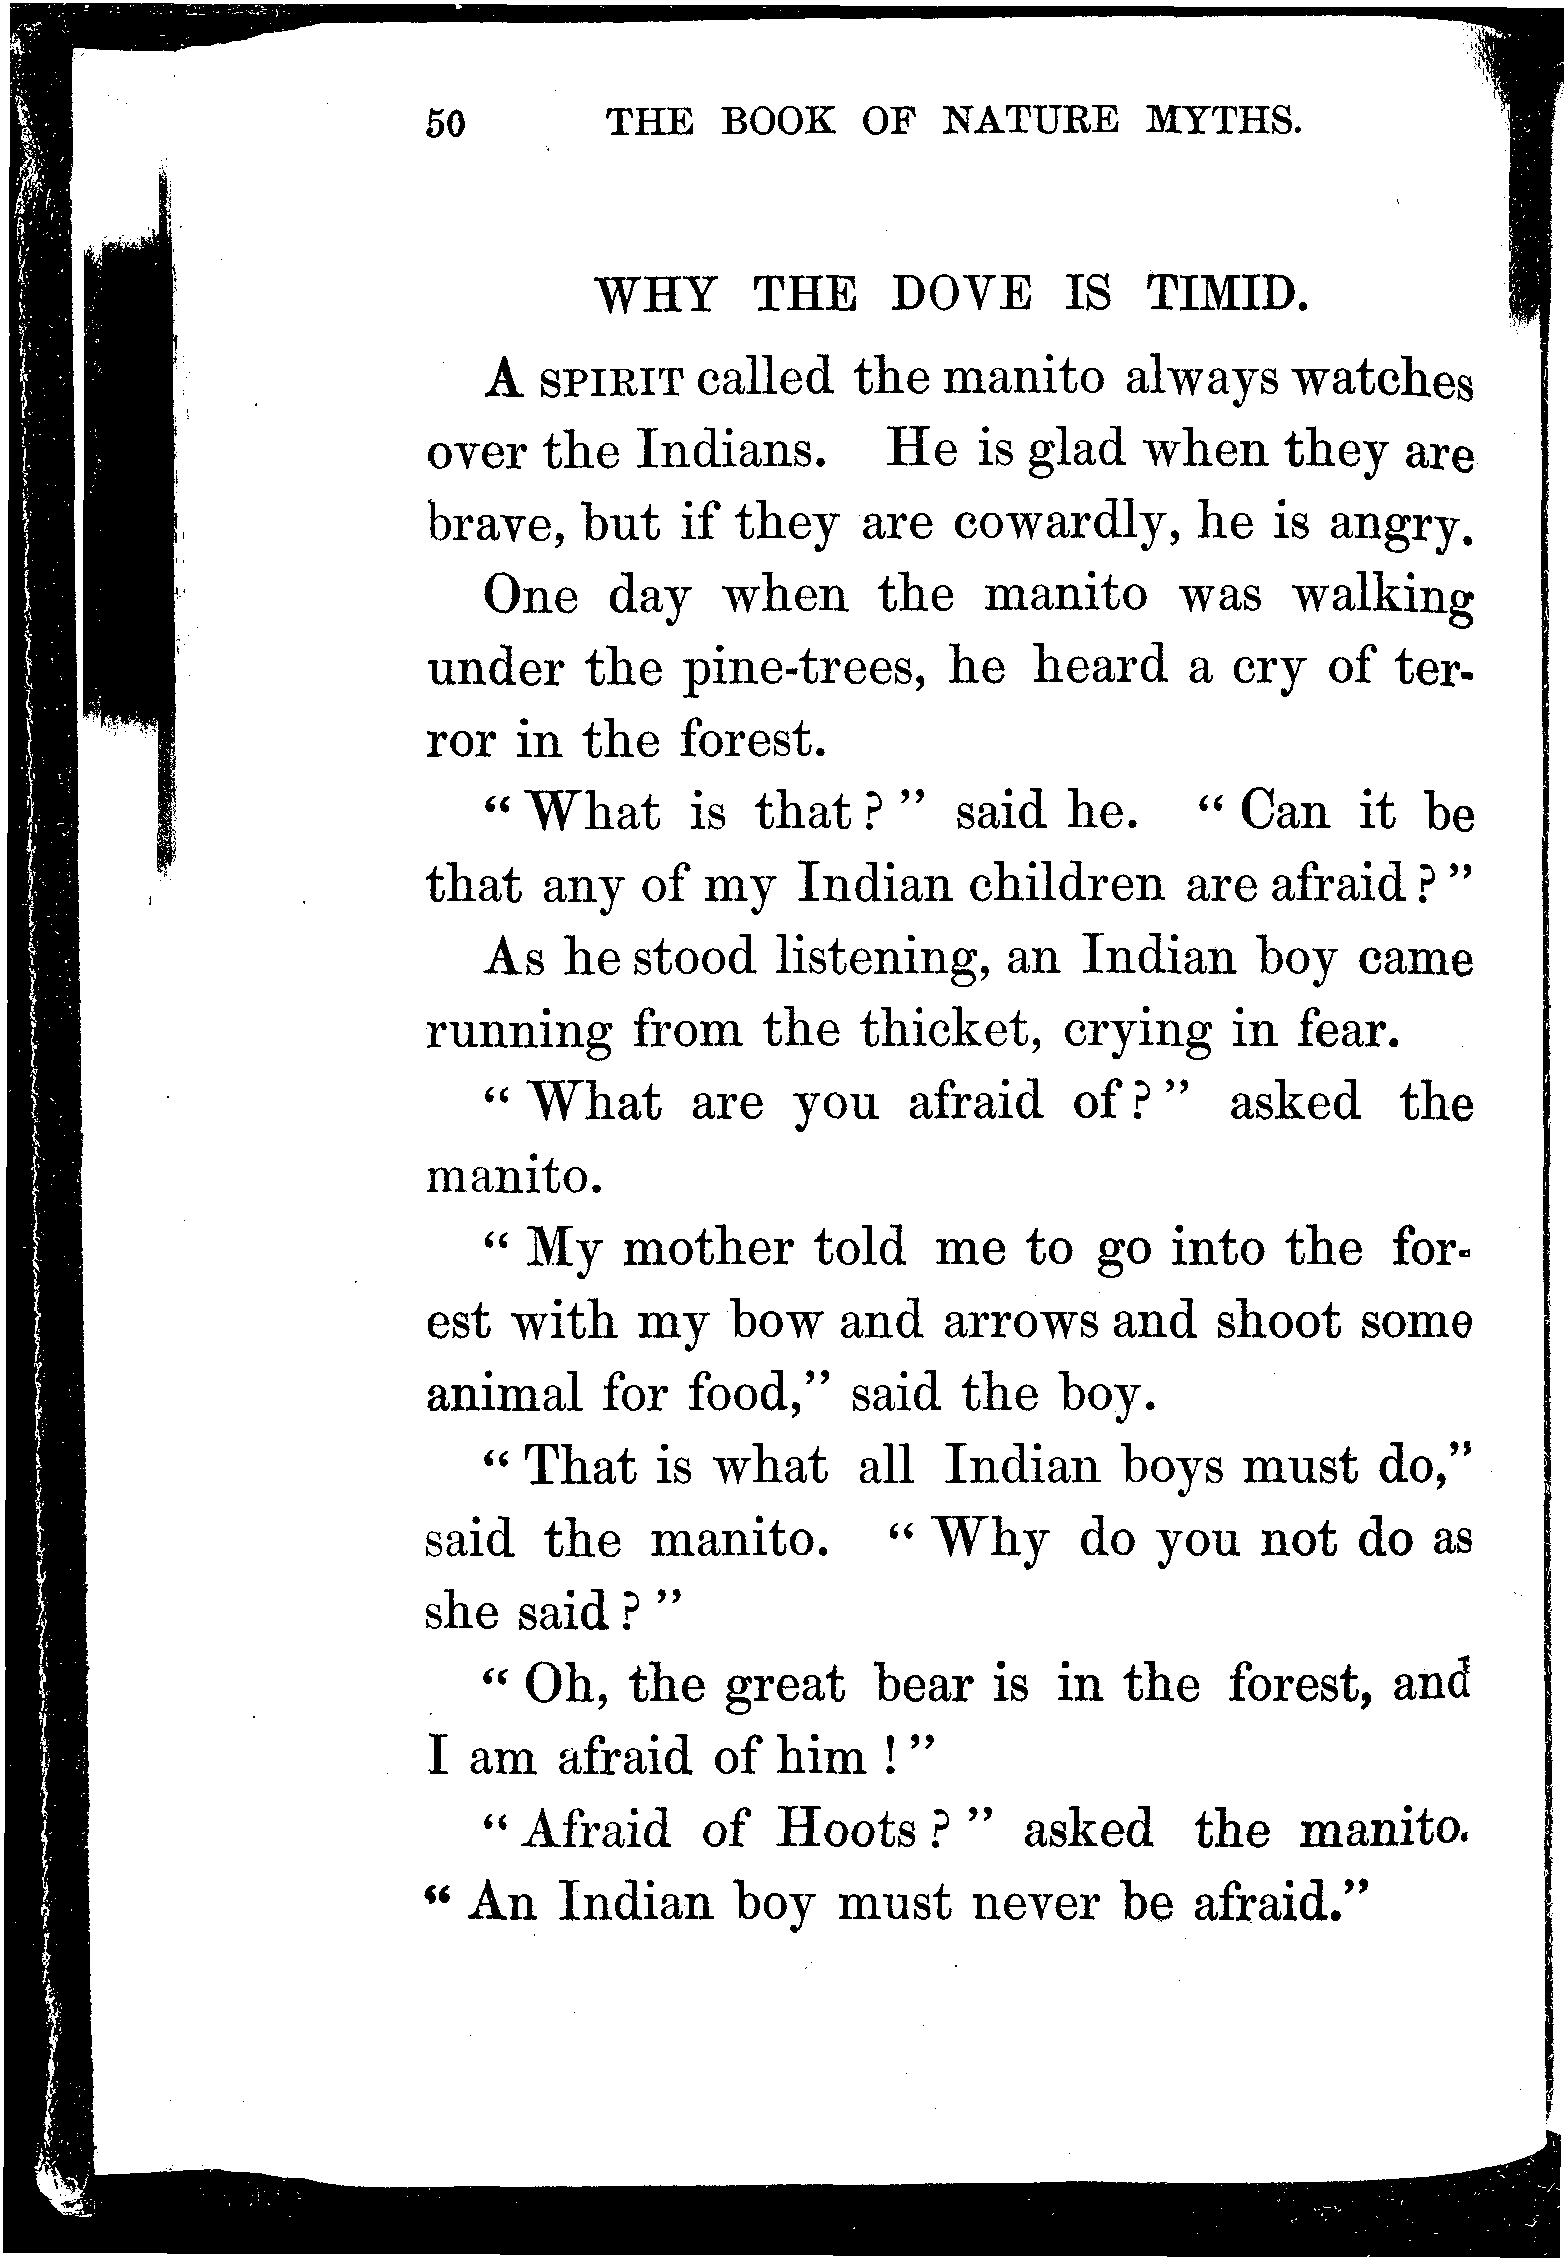 50 THE BOOK OF NATURE MYTHS.
WHY THE DOVE IS TIMID.
A SPIRIT called the manito always watches
over the Indians. He is glad when they are
brave, but if they are cowardly, he is angry.
One day when the manito was walking
under the pine-trees, he heard a cry of ter-
ror in the forest.
“What is that?” said he. “Can it be
that any of my Indian children are afraid?”
As he stood listening, an Indian boy came
running from the thicket, crying in fear.
“What are you afraid of?” asked the
manito.
“My mother told me to go into the for-
est with my bow and arrows and shoot some
animal for food,” said the boy.
“That is what all Indian boys must do,”
said the manito. “Why do you not do as
she said?”
“Oh, the great bear is in the forest, and
I am afraid of him!”
“Afraid of Hoots?” asked the manito.
“An Indian boy must never be afraid.”